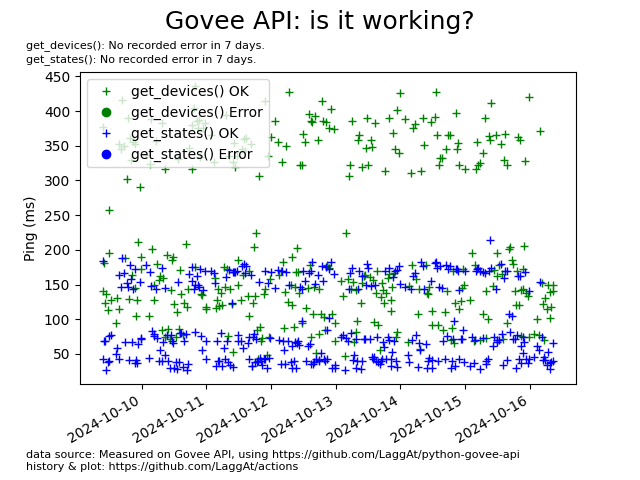 Govee API: is it working?
get_devices(): No recorded error in 7 days.
get_states(): No recorded error in 7 days.
450
400
350
300
250
200
150
100
50
Ping (ms)
get_devices() OK
get_devices() Error
get_states() OK
get_states() Error
2024-10-10
2024-10-11
2024-10-12
2024-10-13
2024-10-14
2024-10-15
2024-10-16
data source: Measured on Govee API, using https://github.com/LaggAt/python-govee-api
history & plot: https://github.com/LaggAt/actions